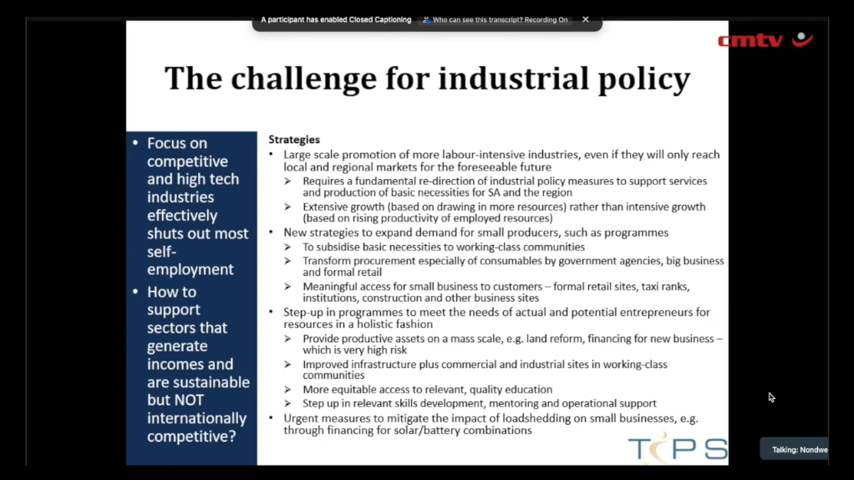 A participant has enabled Closed Captioning
Who can see this transcript? Recording On
cmtv
The challenge for industrial policy
• Focus on
competitive
and high tech
industries
effectively
shuts out most
self-
employment
• How to
support
sectors that
generate
incomes and
are sustainable
but NOT
internationally
competitive?
Strategies
• Large scale promotion of more labour-intensive industries, even if they will only reach
local and regional markets for the foreseeable future
➢ Requires a fundamental re-direction of industrial policy measures to support services
and production of basic necessities for SA and the region
➢ Extensive growth (based on drawing in more resources) rather than intensive growth
(based on rising productivity of employed resources)
• New strategies to expand demand for small producers, such as programmes
➢ To subsidise basic necessities to working-class communities
➢ Transform procurement especially of consumables by government agencies, big business
and formal retail
➢ Meaningful access for small business to customers – formal retail sites, taxi ranks,
institutions, construction and other business sites
• Step-up in programmes to meet the needs of actual and potential entrepreneurs for
resources in a holistic fashion
➢ Provide productive assets on a mass scale, e.g. land reform, financing for new business –
which is very high risk
➢ Improved infrastructure plus commercial and industrial sites in working-class
communities
➢ More equitable access to relevant, quality education
➢ Step up in relevant skills development, mentoring and operational support
• Urgent measures to mitigate the impact of loadshedding on small businesses, e.g.
through financing for solar/battery combinations
TIPS
Talking: Nondwe